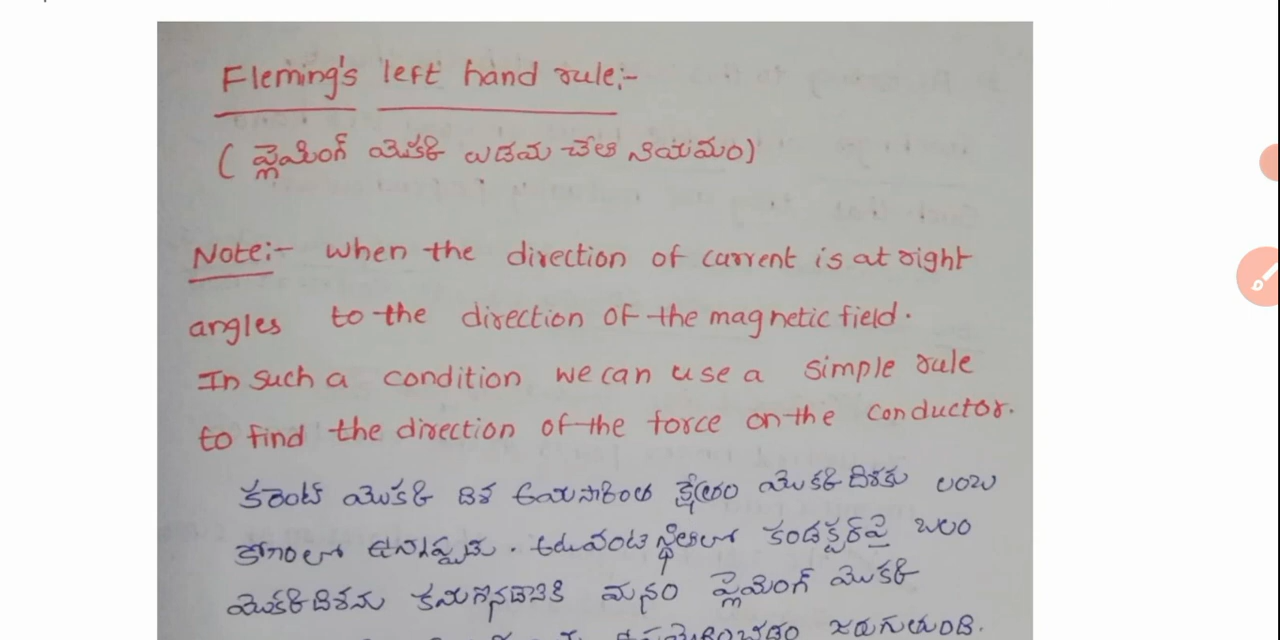 Fleming's left hand rule:-
( ఫ్లెమింగ్ యొక్క ఎడమ చేతి నియమం)
Note:- when the direction of current is at right
angles to the direction of the magnetic field.
In such a condition we can use a simple rule
to find the direction of the force on the conductor.
కరెంట్ యొక్క దిశ అయస్కాంత క్షేత్రం యొక్క దిశకు లంబ
కోణంలో ఉన్నప్పుడు. అటువంటి స్థితిలో కండక్టర్‌పై బలం
యొక్క దిశను కనుగొనడానికి మనం ఫ్లెమింగ్ యొక్క
జరుగుతుంది.